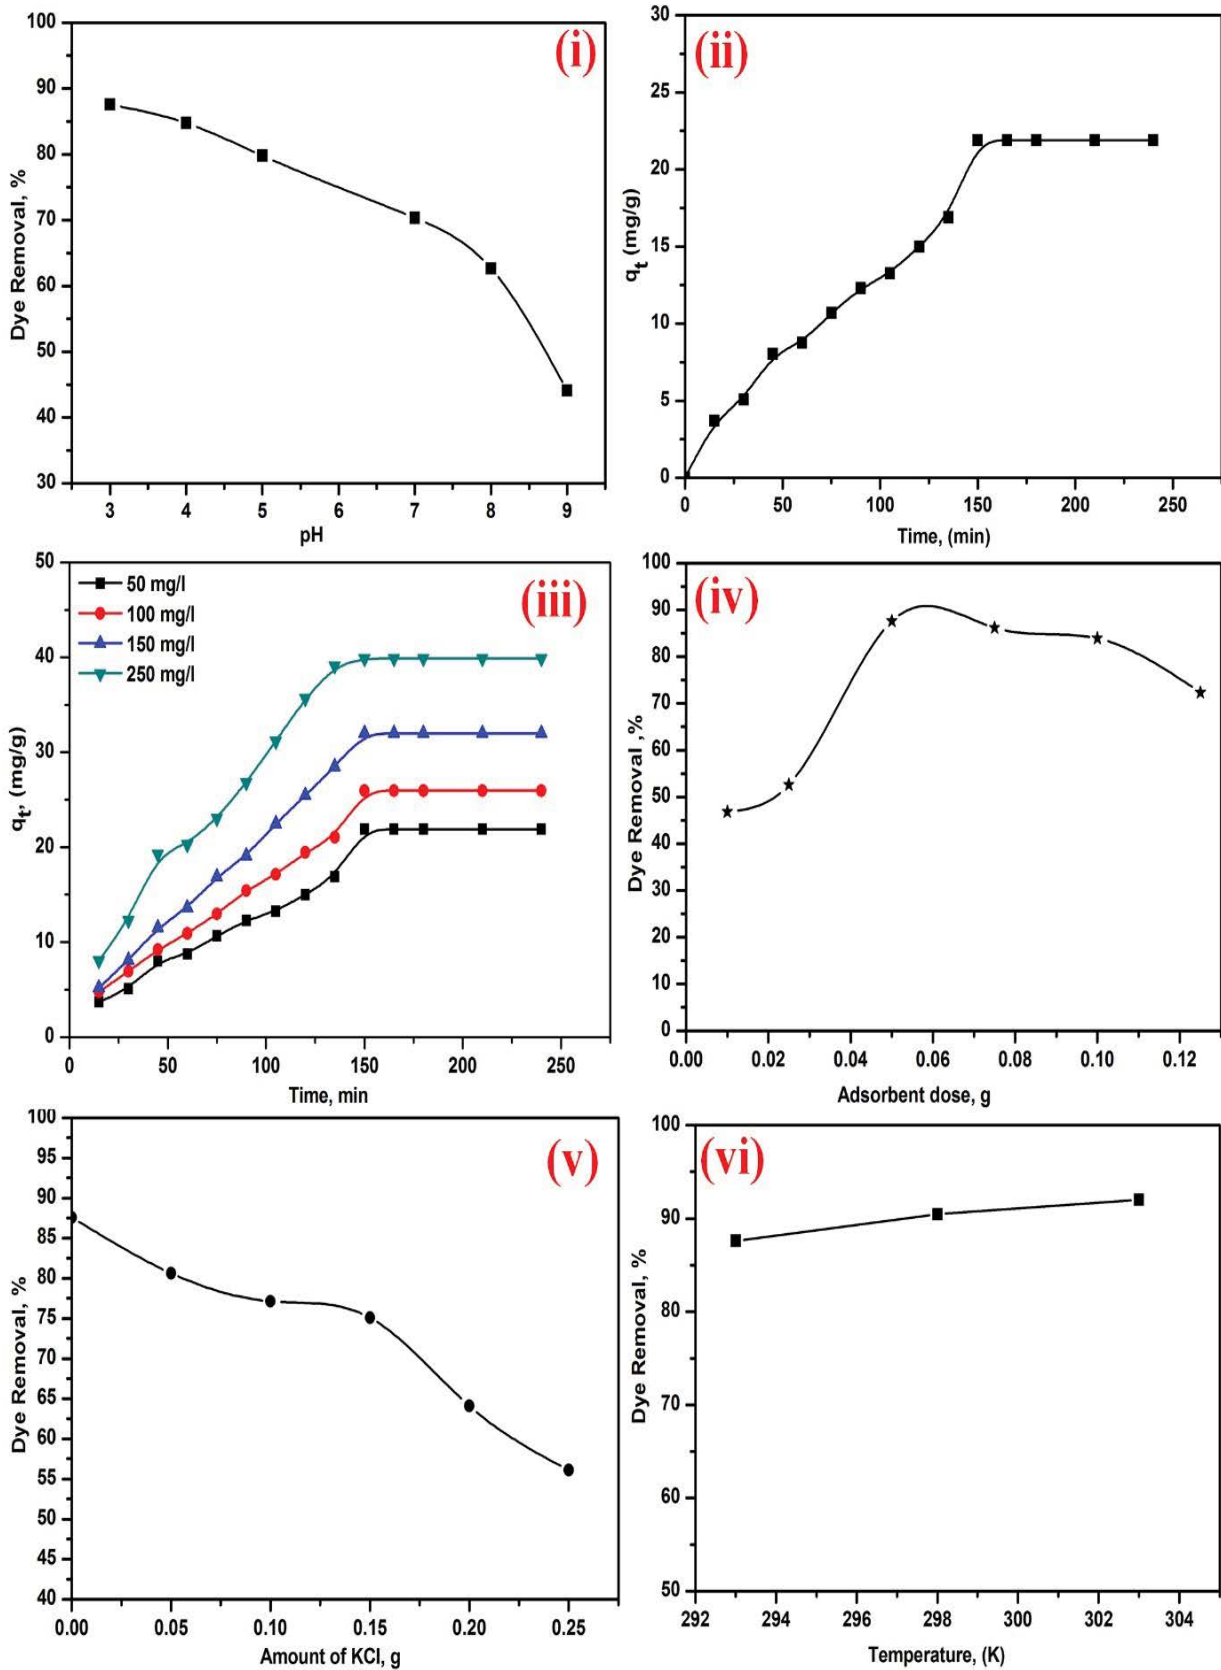 (i)
100
90
80
70
60
50
40
30
Dye Removal, %
3 4 5 6 7 8 9
pH
(ii)
30
25
20
15
10
5
0
qt (mg/g)
0 50 100 150 200 250
Time, (min)
(iii)
50 mg/l
100 mg/l
150 mg/l
250 mg/l
50
40
30
20
10
0
qt, (mg/g)
0 50 100 150 200 250
Time, min
(iv)
100
90
80
70
60
50
40
30
20
10
0
Dye Removal ,%
0.00 0.02 0.04 0.06 0.08 0.10 0.12
Adsorbent dose, g
(v)
100
95
90
85
80
75
70
65
60
55
50
45
40
Dye Removal, %
0.00 0.05 0.10 0.15 0.20 0.25
Amount of KCl, g
(vi)
100
90
80
70
60
50
Dye Removal, %
292 294 296 298 300 302 304
Temperature, (K)